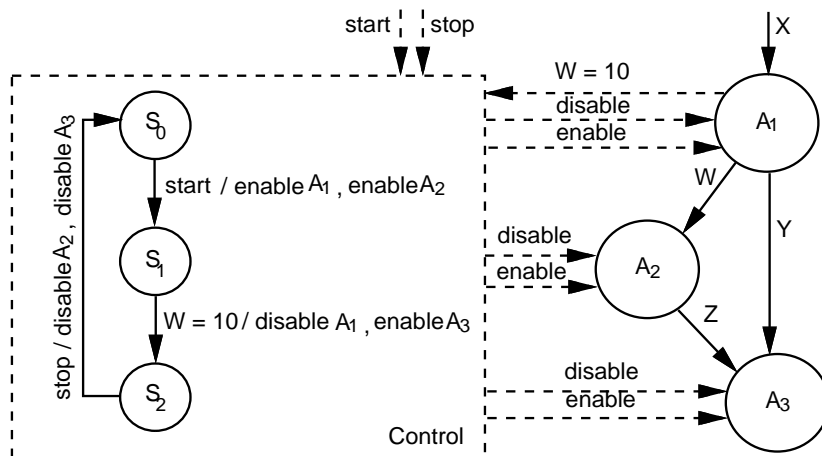 start stop
X
W = 10
disable
enable
A1
S0
start / enable A1 , enable A2
W
Y
stop / disable A2 , disable A3
disable
enable
A2
S1
Z
W = 10 / disable A1 , enable A3
disable
enable
A3
S2
Control